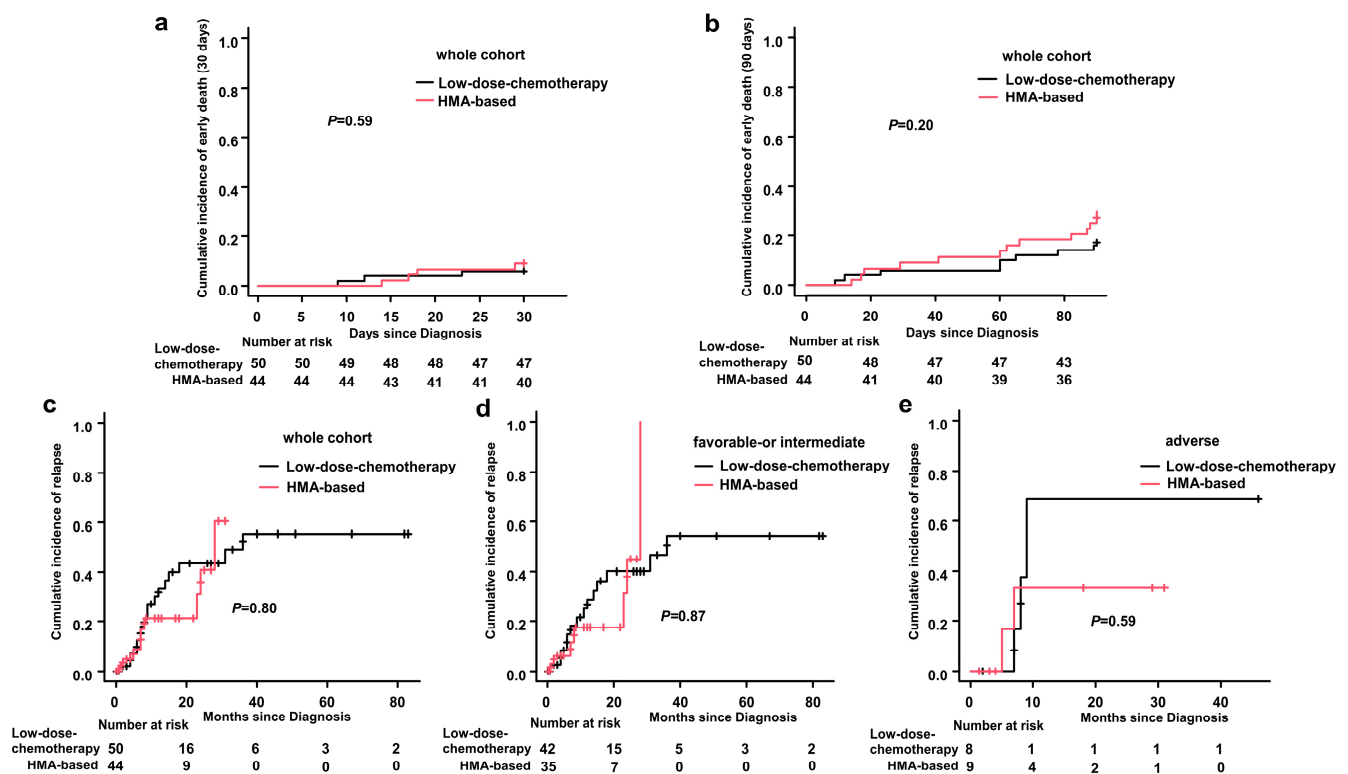 a
Cumulative incidence of early death (30 days)
1.0
0.8
0.6
0.4
0.2
0.0
whole cohort
Low-dose-chemotherapy
HMA-based
P=0.59
0 5 10 15 20 25 30
Days since Diagnosis
Number at risk
Low-dose-
chemotherapy 50 50 49 48 48 47 47
HMA-based 44 44 44 43 41 41 40
b
Cumulative incidence of early death (90 days)
1.0
0.8
0.6
0.4
0.2
0.0
whole cohort
Low-dose-chemotherapy
HMA-based
P=0.20
0 20 40 60 80
Days since Diagnosis
Number at risk
Low-dose-
chemotherapy 50 48 47 47 43
HMA-based 44 41 40 39 36
c
Cumulative incidence of relapse
1.0
0.8
0.6
0.4
0.2
0.0
whole cohort
Low-dose-chemotherapy
HMA-based
P=0.80
0 20 40 60 80
Months since Diagnosis
Number at risk
Low-dose-
chemotherapy 50 16 6 3 2
HMA-based 44 9 0 0 0
d
Cumulative incidence of relapse
1.0
0.8
0.6
0.4
0.2
0.0
favorable-or intermediate
Low-dose-chemotherapy
HMA-based
P=0.87
0 20 40 60 80
Months since Diagnosis
Number at risk
Low-dose-
chemotherapy 42 15 5 3 2
HMA-based 35 7 0 0 0
e
Cumulative incidence of relapse
1.0
0.8
0.6
0.4
0.2
0.0
adverse
Low-dose-chemotherapy
HMA-based
P=0.59
0 10 20 30 40
Months since Diagnosis
Number at risk
Low-dose-
chemotherapy 8 1 1 1 1
HMA-based 9 4 2 1 0